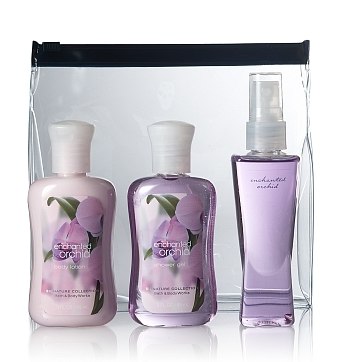 enchanted
orchid
body lotion
SIGNATURE COLLECTION
Bath & Body Works
enchanted
orchid
shower gel
SIGNATURE COLLECTION
Bath & Body Works
enchanted
orchid